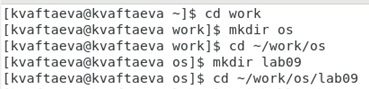 [kvaftaeva@kvaftaeva ~]$ cd work
[kvaftaeva@kvaftaeva work]$ mkdir os
[kvaftaeva@kvaftaeva work]$ cd ~/work/os
[kvaftaeva@kvaftaeva os]$ mkdir lab09
[kvaftaeva@kvaftaeva os]$ cd ~/work/os/lab09